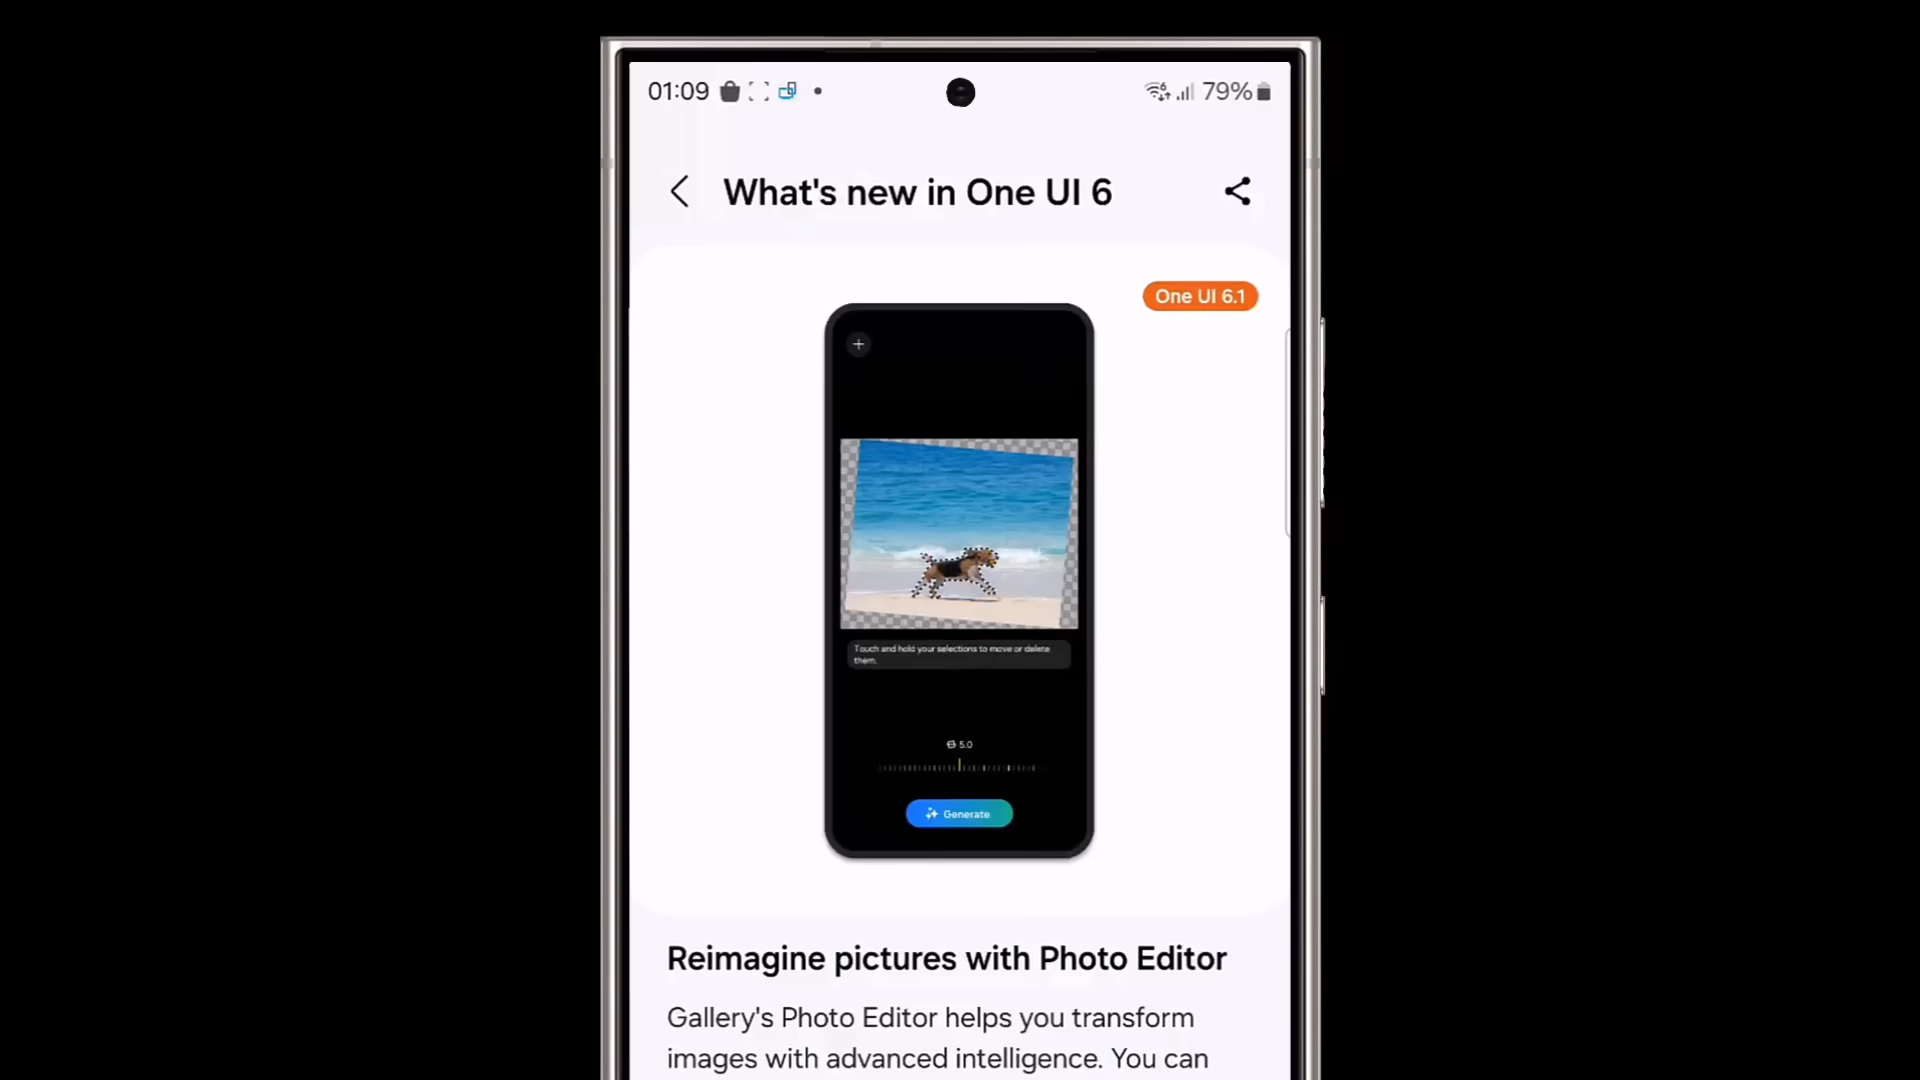 01:09
79%
What's new in One UI 6
One UI 6.1
Touch and hold your selections to move or delete
them.
5.0
Generate
Reimagine pictures with Photo Editor
Gallery's Photo Editor helps you transform
images with advanced intelligence. You can